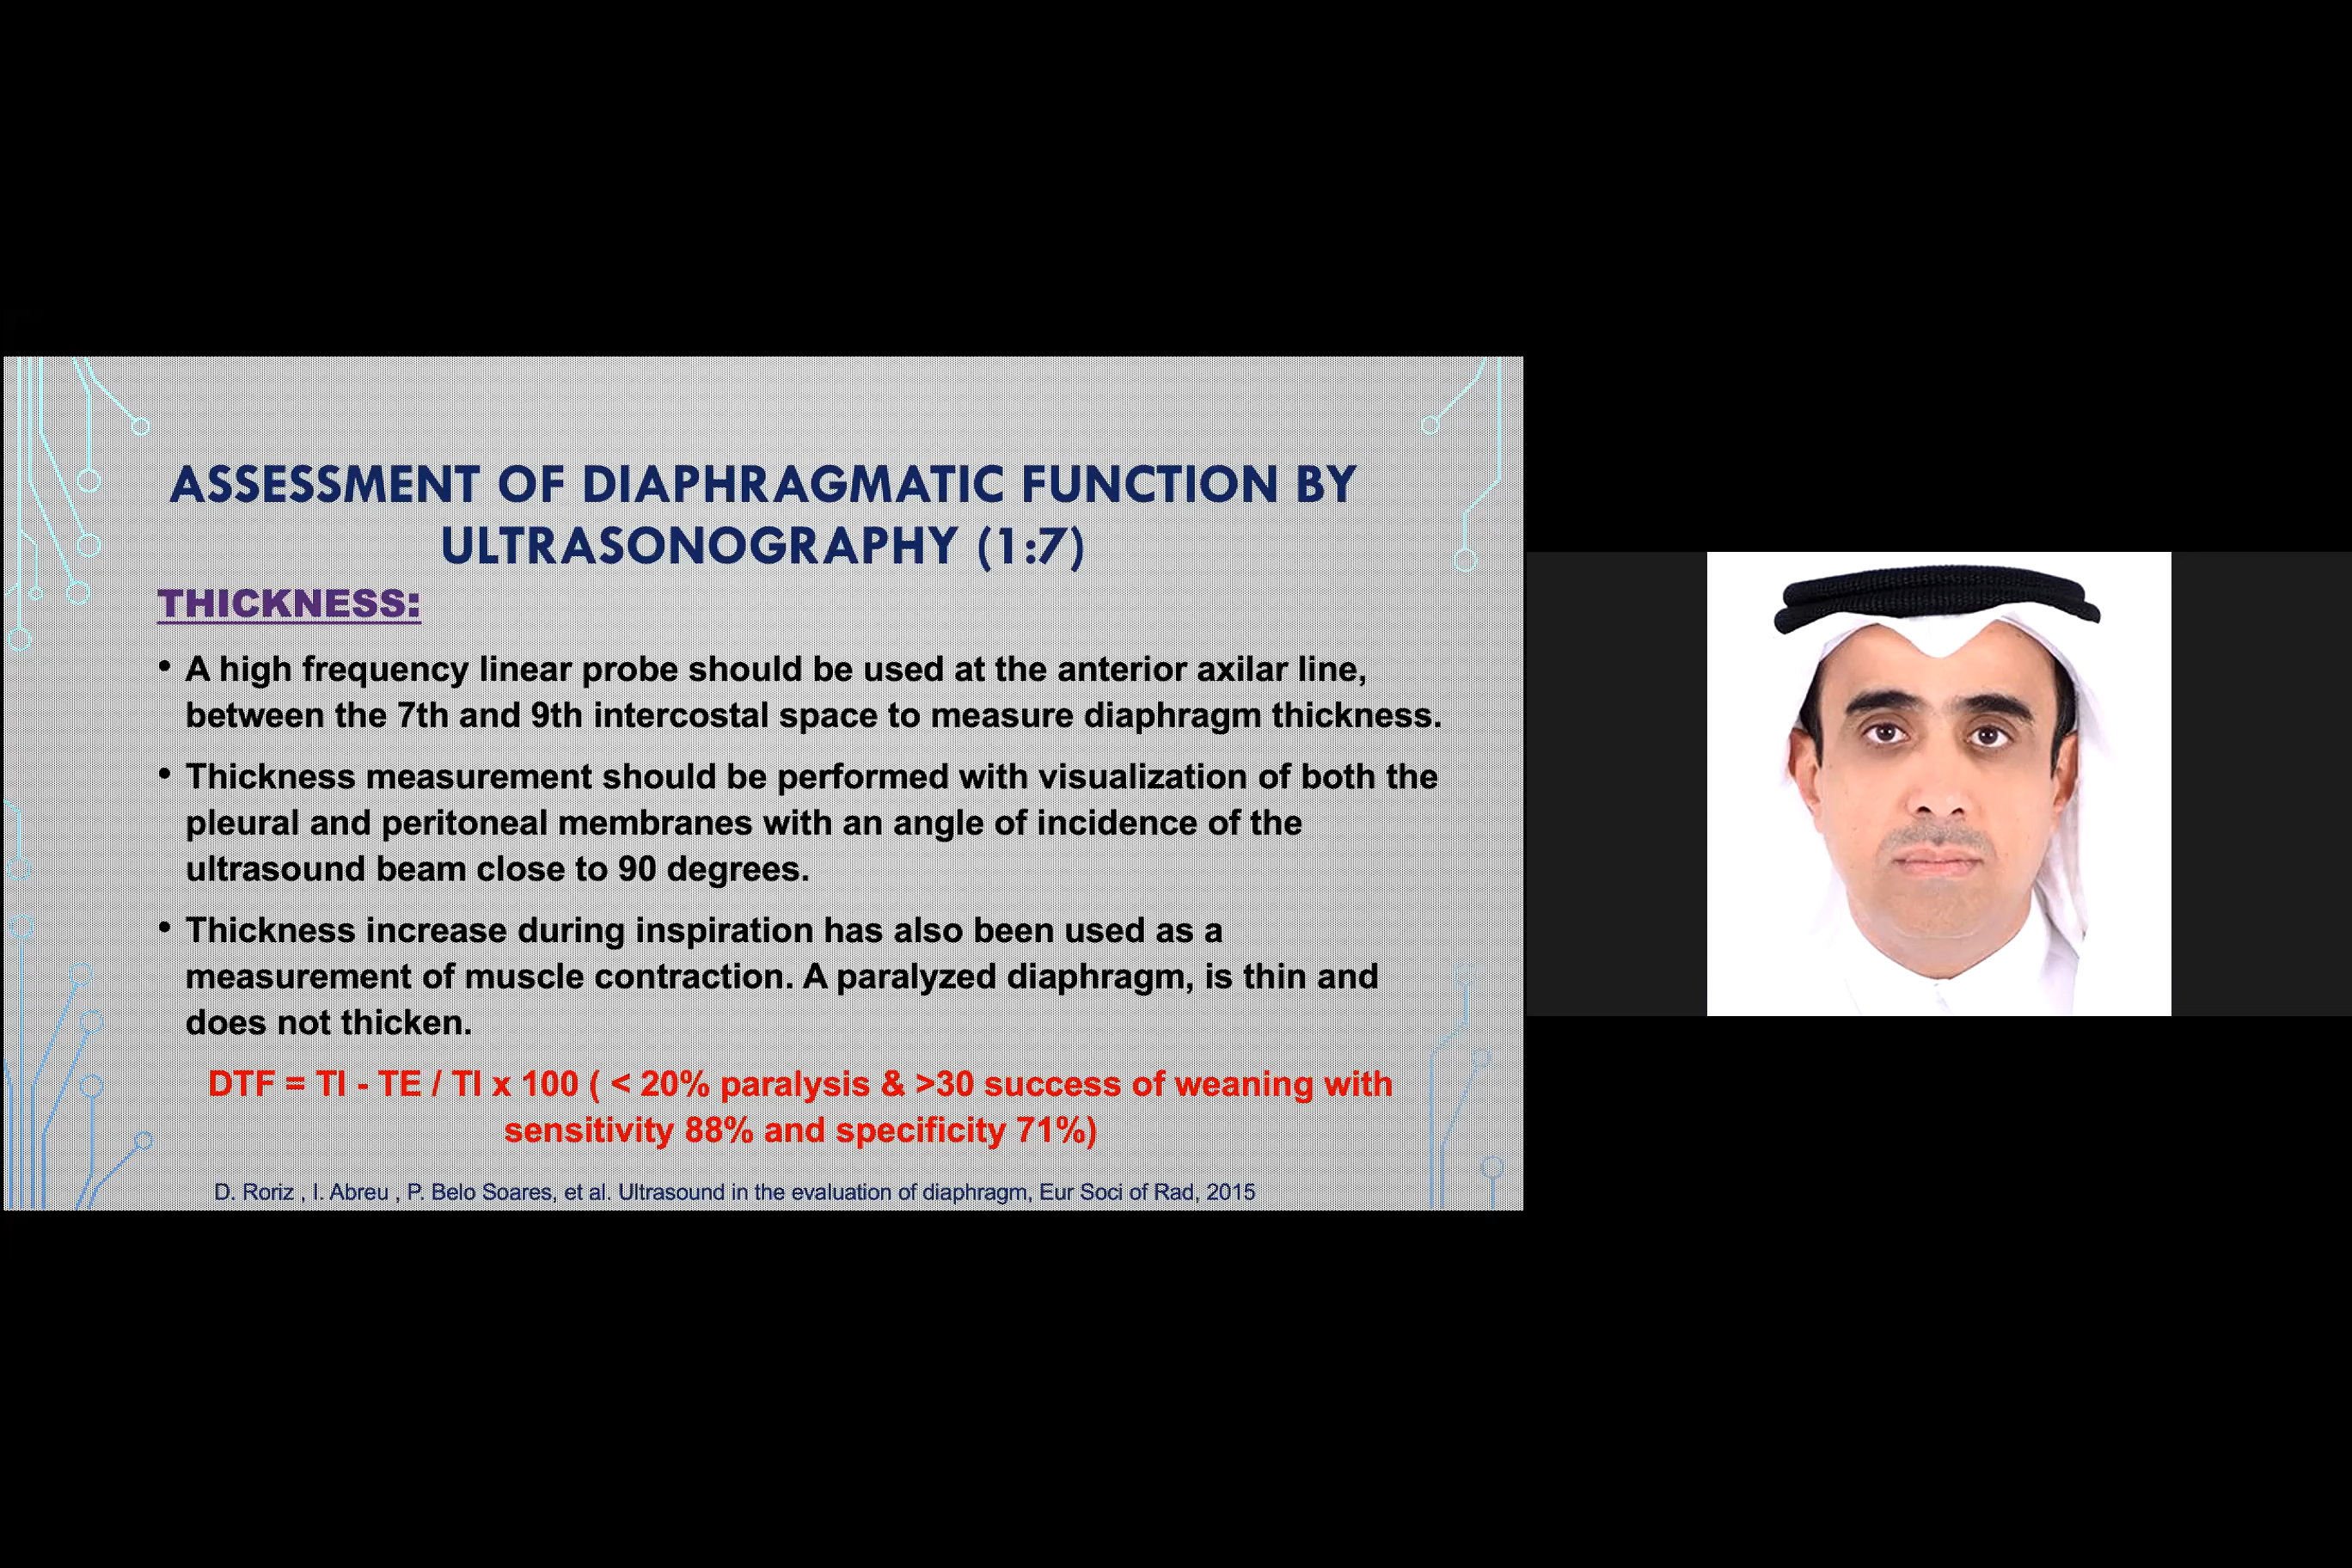 ASSESSMENT OF DIAPHRAGMATIC FUNCTION BY
ULTRASONOGRAPHY (1:7)
THICKNESS:
• A high frequency linear probe should be used at the anterior axilar line,
between the 7th and 9th intercostal space to measure diaphragm thickness.
• Thickness measurement should be performed with visualization of both the
pleural and peritoneal membranes with an angle of incidence of the
ultrasound beam close to 90 degrees.
• Thickness increase during inspiration has also been used as a
measurement of muscle contraction. A paralyzed diaphragm, is thin and
does not thicken.
DTF = TI - TE / TI x 100 ( < 20% paralysis & >30 success of weaning with
sensitivity 88% and specificity 71%)
D. Roriz , I. Abreu , P. Belo Soares, et al. Ultrasound in the evaluation of diaphragm, Eur Soci of Rad, 2015